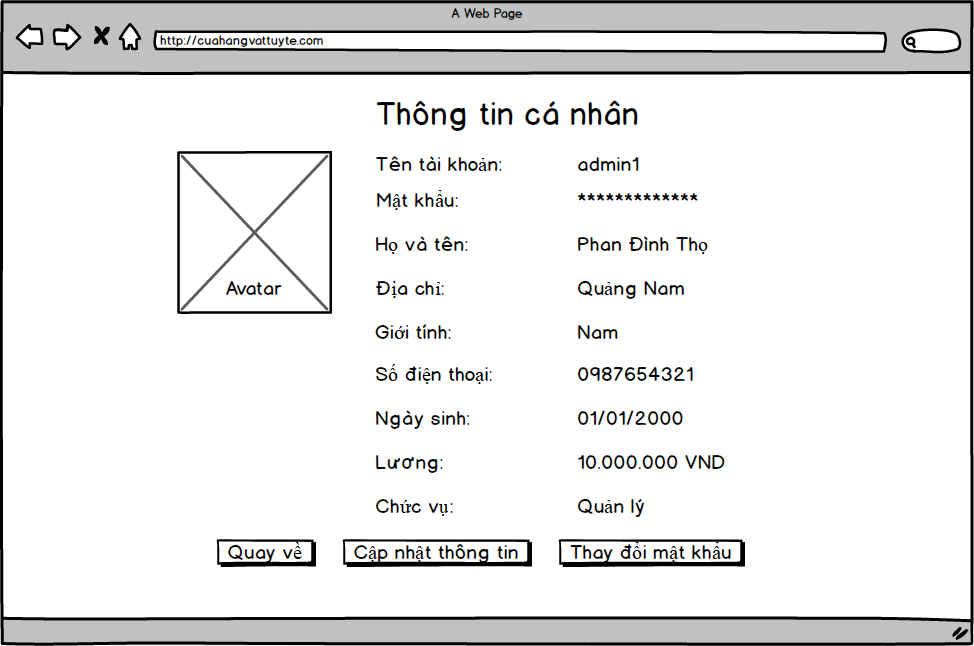 A Web Page
http://cuahangvattuyte.com
Thông tin cá nhân
Tên tài khoản: admin1
Mật khẩu: *************
Họ và tên: Phan Đình Thọ
Avatar
Địa chỉ: Quảng Nam
Giới tính: Nam
Số điện thoại: 0987654321
Ngày sinh: 01/01/2000
Lương: 10.000.000 VND
Chức vụ: Quản lý
Quay về Cập nhật thông tin Thay đổi mật khẩu